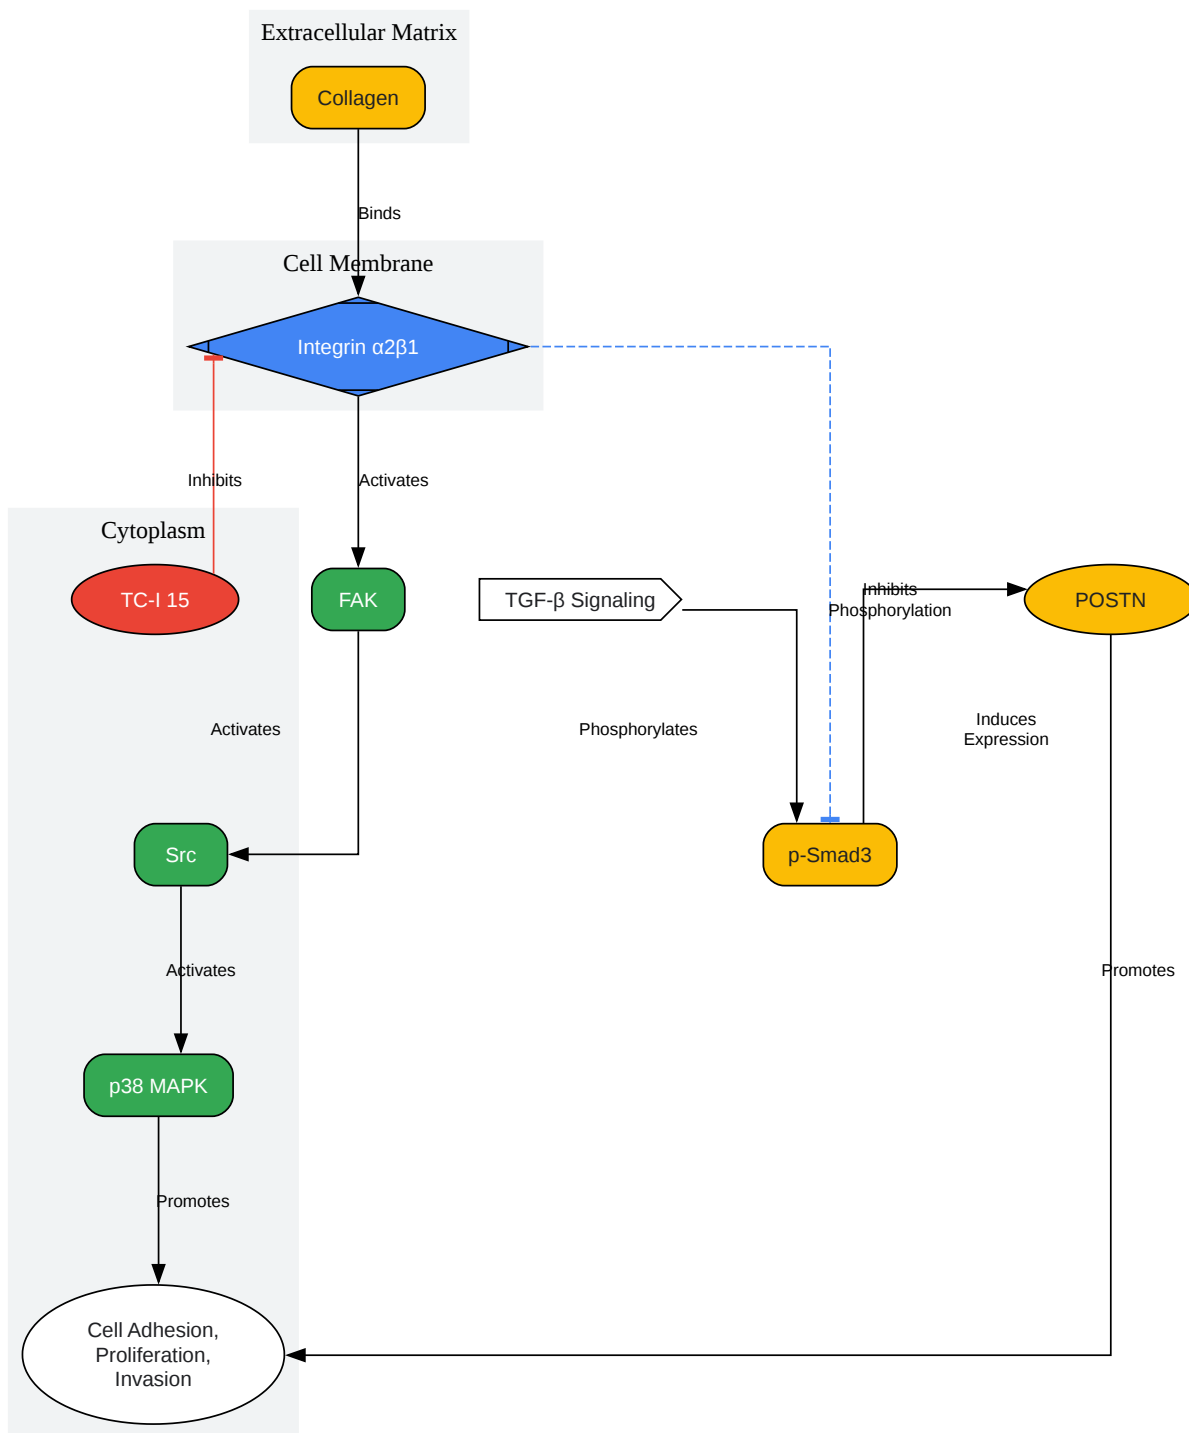 Extracellular Matrix
Collagen
Binds
Cell Membrane
Integrin α2β1
Inhibits
Activates
Cytoplasm
TC-I 15
FAK
TGF-β Signaling
Inhibits
Phosphorylation
POSTN
Activates
Phosphorylates
Induces
Expression
Src
p-Smad3
Activates
Promotes
p38 MAPK
Promotes
Cell Adhesion,
Proliferation,
Invasion